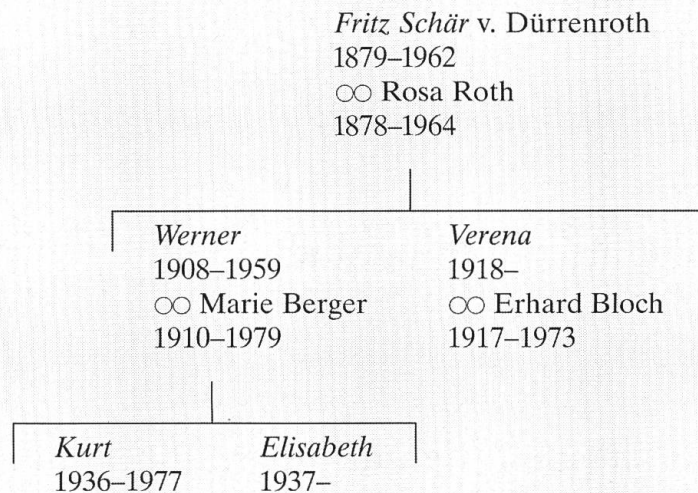 Fritz Schär v. Dürrenroth
1879–1962
○○ Rosa Roth
1878–1964
Werner
1908–1959
○○ Marie Berger
1910–1979
Verena
1918–
○○ Erhard Bloch
1917–1973
Kurt
1936–1977
Elisabeth
1937–